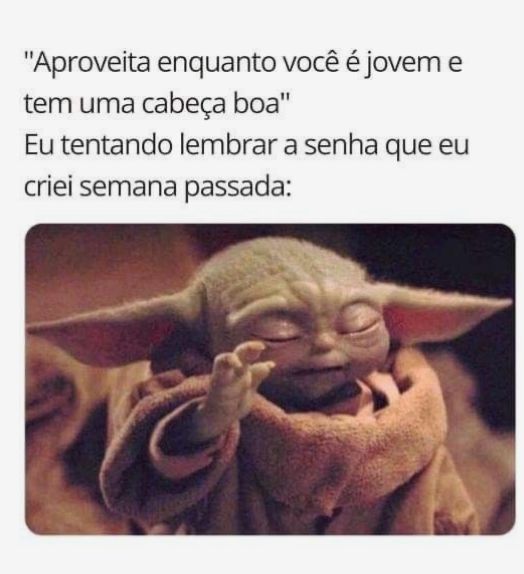 "Aproveita enquanto você é jovem e
tem uma cabeça boa"
Eu tentando lembrar a senha que eu
criei semana passada: